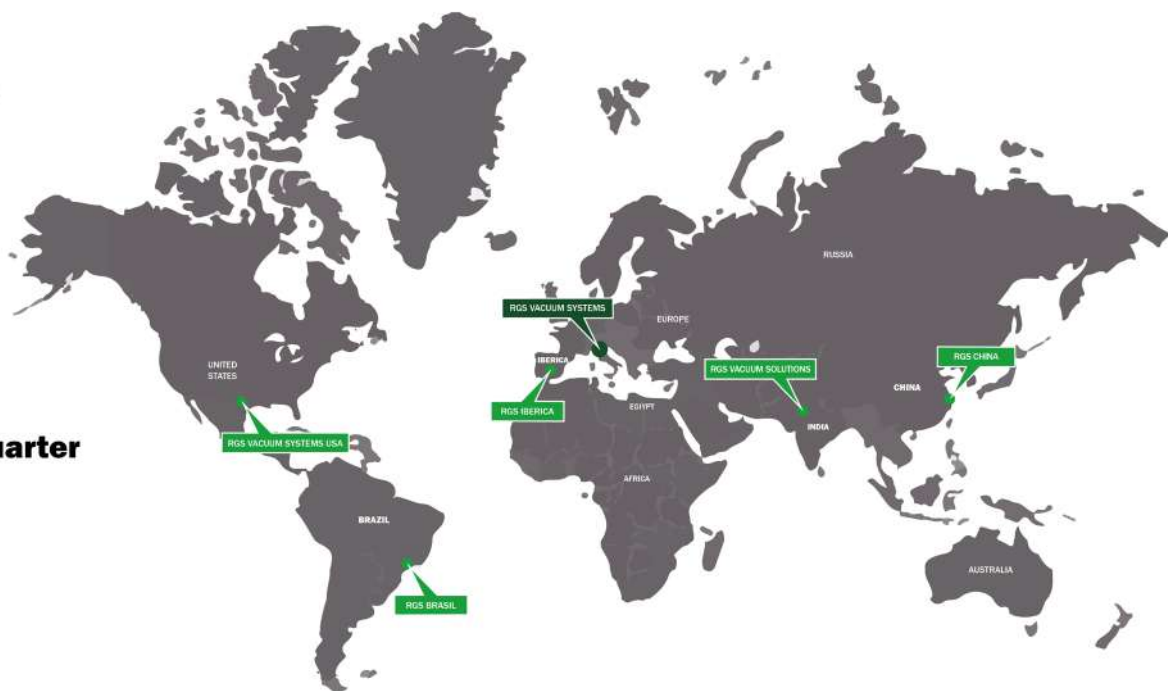 RUSSIA
RGS VACUUM SYSTEMS
EUROPE
IBERICA
UNITED
STATES
RGS VACUUM SOLUTIONS
RGS CHINA
CHINA
RGS IBERICA
EGIYPT
INDIA
RGS VACUUM SYSTEMS USA
uarter
AFRICA
BRAZIL
AUSTRALIA
RGS BRASIL